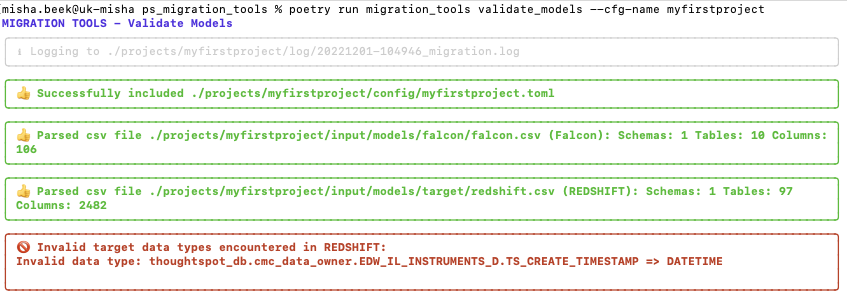 [misha.beek@uk-misha ps_migration_tools % poetry run migration_tools validate_models --cfg-name myfirstproject
MIGRATION TOOLS - Validate Models
ℹ Logging to ./projects/myfirstproject/log/20221201-104946_migration.log
👍 Successfully included ./projects/myfirstproject/config/myfirstproject.toml
👍 Parsed csv file ./projects/myfirstproject/input/models/falcon/falcon.csv (Falcon): Schemas: 1 Tables: 10 Columns:
106
👍 Parsed csv file ./projects/myfirstproject/input/models/target/redshift.csv (REDSHIFT): Schemas: 1 Tables: 97
Columns: 2482
🚫 Invalid target data types encountered in REDSHIFT:
Invalid data type: thoughtspot_db.cmc_data_owner.EDW_IL_INSTRUMENTS_D.TS_CREATE_TIMESTAMP => DATETIME